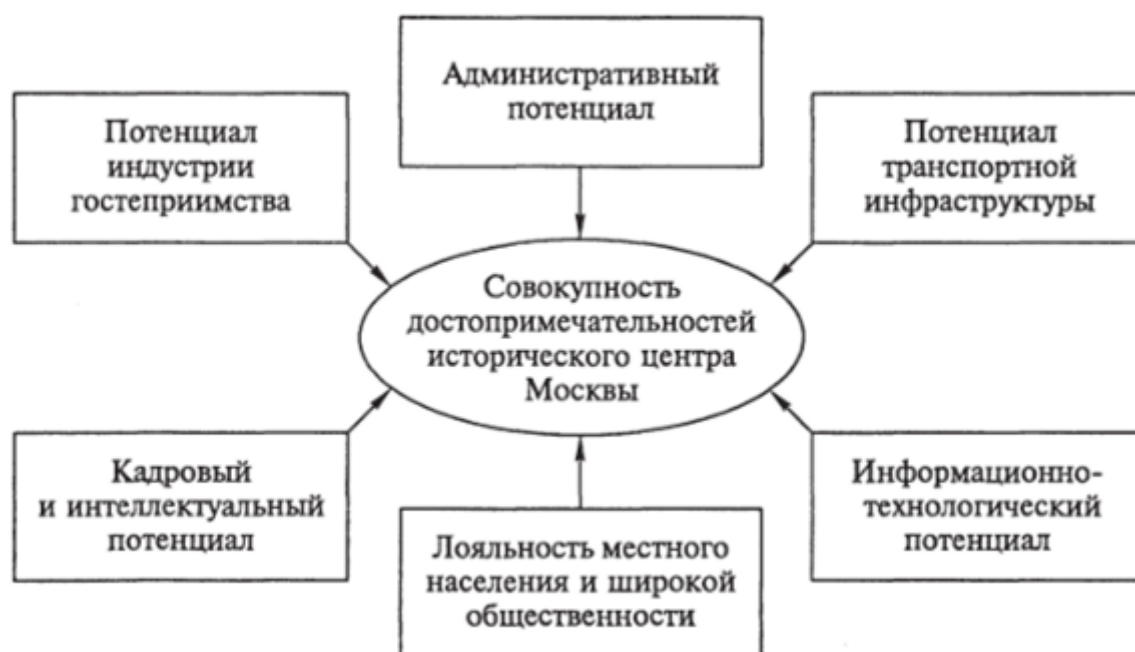 Административный
потенциал
Потенциал
индустрии
гостеприимства
Потенциал
транспортной
инфраструктуры
Совокупность
достопримечательностей
исторического центра
Москвы
Кадровый
и интеллектуальный
потенциал
Лояльность местного
населения и широкой
общественности
Информационно-
технологический
потенциал